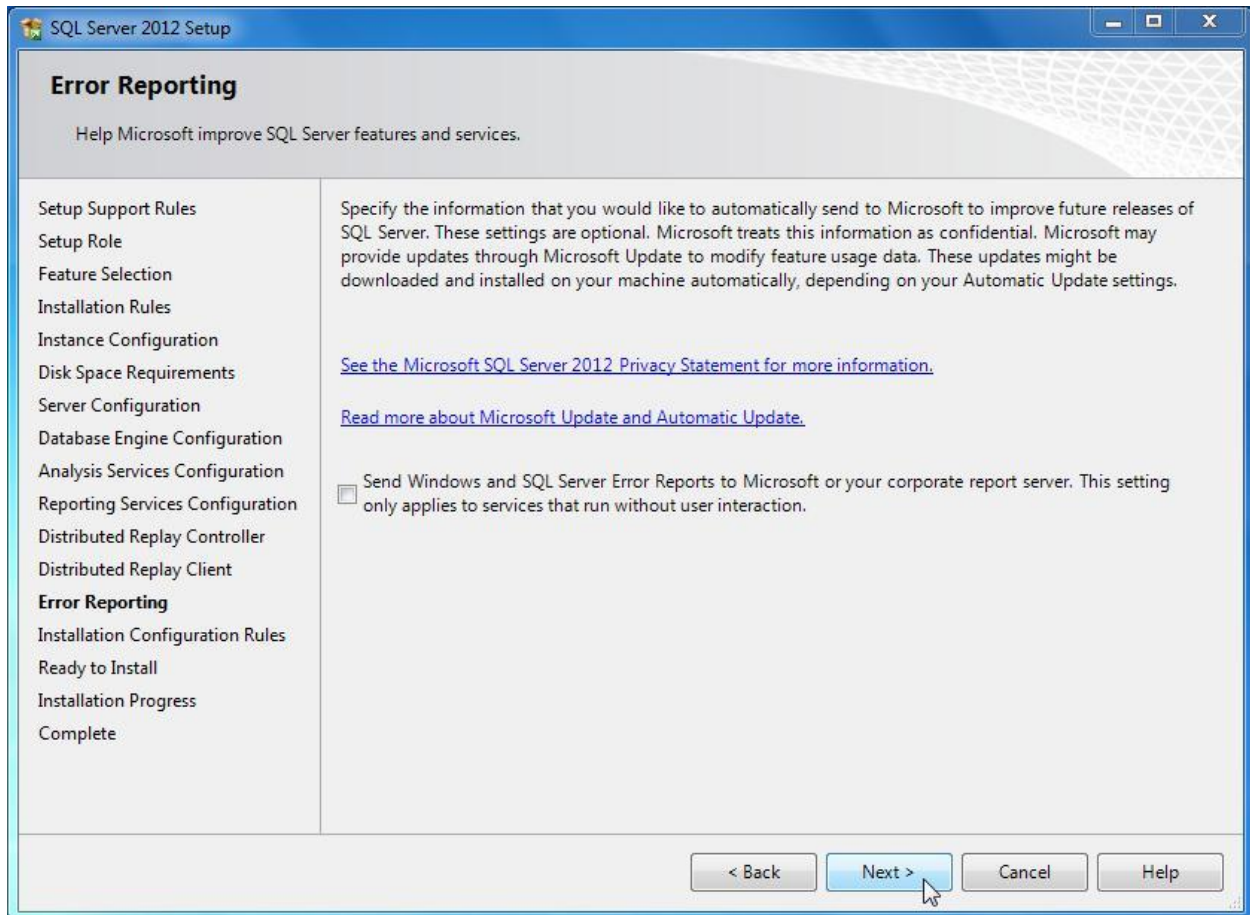 SQL Server 2012 Setup
Error Reporting
Help Microsoft improve SQL Server features and services.
Setup Support Rules
Setup Role
Feature Selection
Installation Rules
Instance Configuration
Disk Space Requirements
Server Configuration
Database Engine Configuration
Analysis Services Configuration
Reporting Services Configuration
Distributed Replay Controller
Distributed Replay Client
Error Reporting
Installation Configuration Rules
Ready to Install
Installation Progress
Complete
Specify the information that you would like to automatically send to Microsoft to improve future releases of
SQL Server. These settings are optional. Microsoft treats this information as confidential. Microsoft may
provide updates through Microsoft Update to modify feature usage data. These updates might be
downloaded and installed on your machine automatically, depending on your Automatic Update settings.
See the Microsoft SQL Server 2012 Privacy Statement for more information.
Read more about Microsoft Update and Automatic Update.
Send Windows and SQL Server Error Reports to Microsoft or your corporate report server. This setting
only applies to services that run without user interaction.
< Back
Next >
Cancel
Help